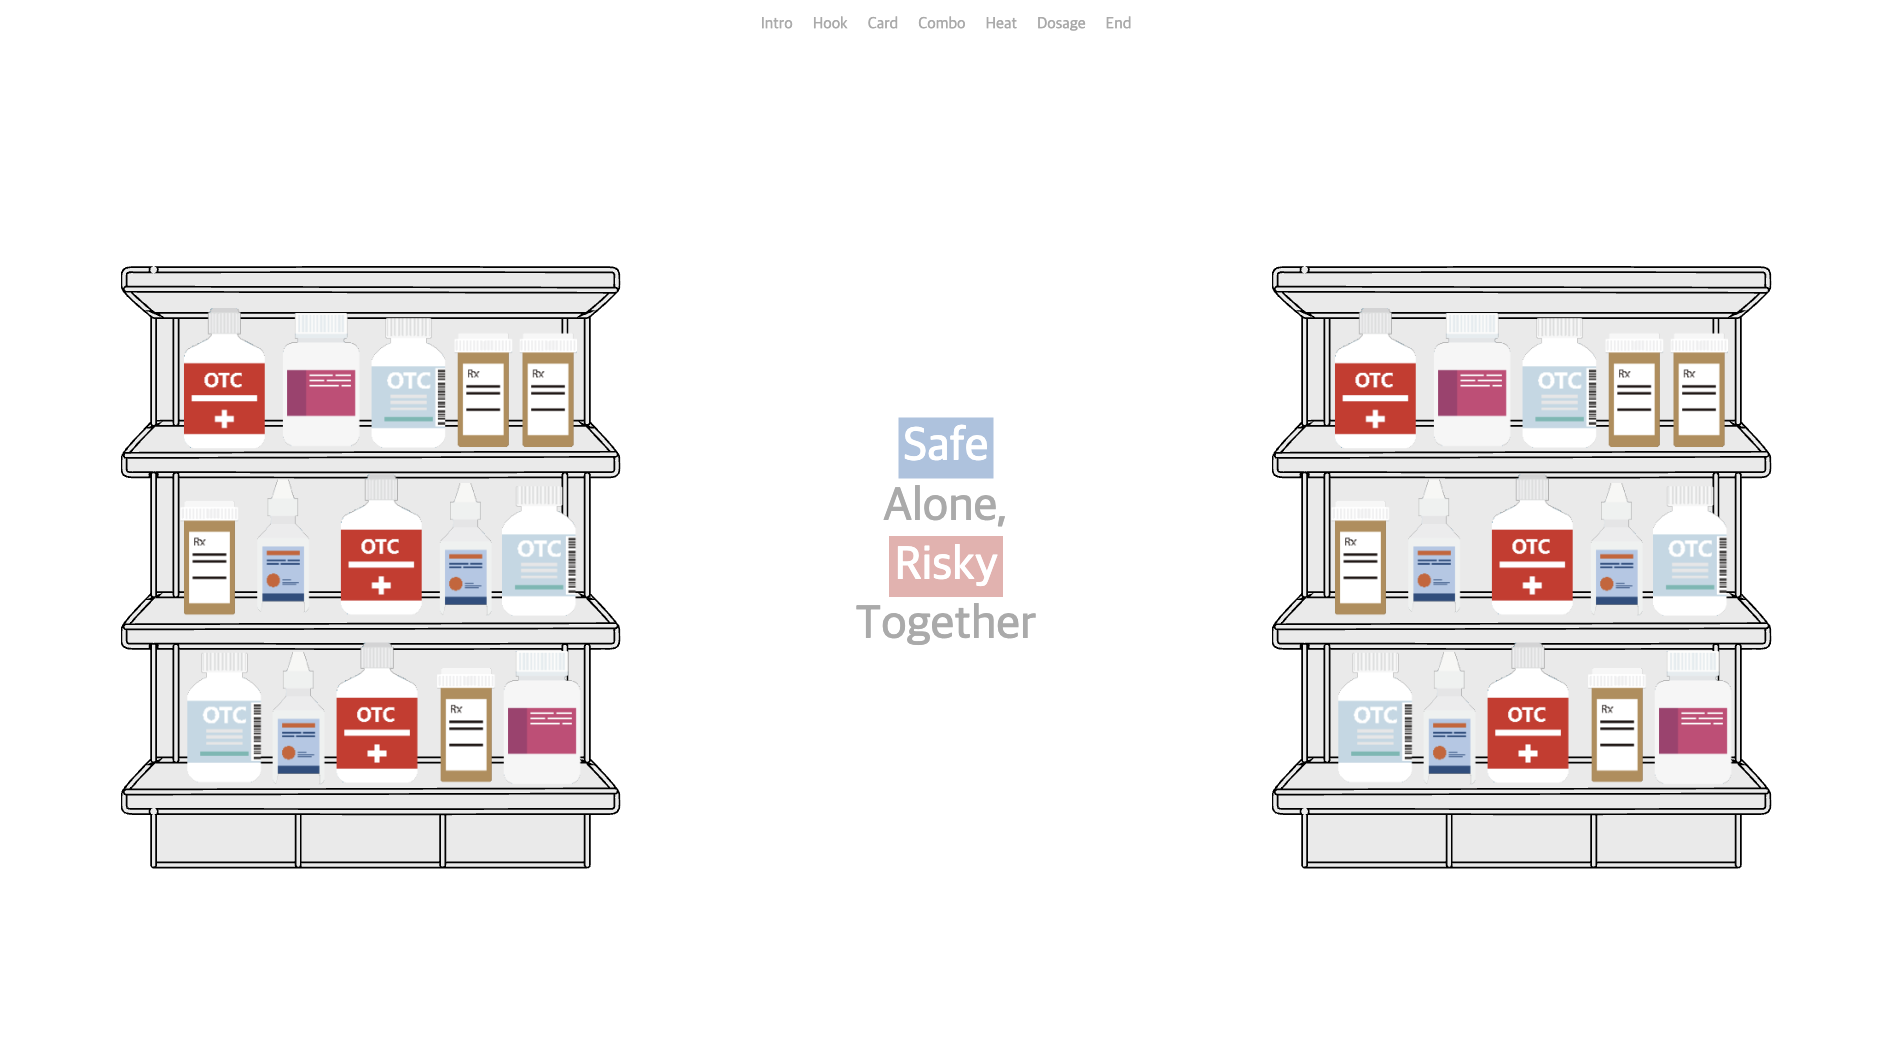 Intro Hook Card Combo Heat Dosage End
OTC
OTC
Rx
Rx
OTC
OTC
Rx
Rx
Safe
Alone,
Risky
Together
Rx
OTC
OTC
Rx
OTC
OTC
OTC
OTC
Rx
OTC
OTC
Rx